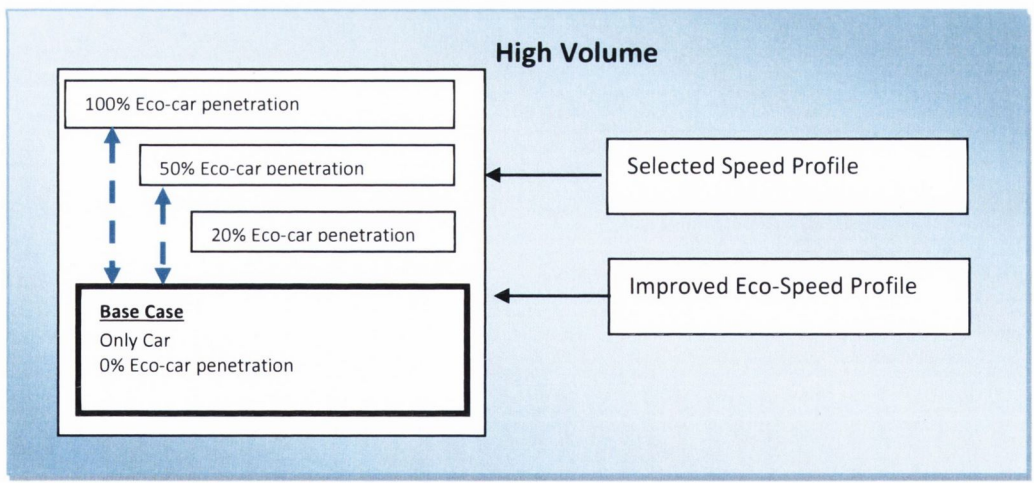 High Volume
100% Eco-car penetration
50% Eco-car penetration
20% Eco-car penetration
Selected Speed Profile
Improved Eco-Speed Profile
Base Case
Only Car
0% Eco-car penetration